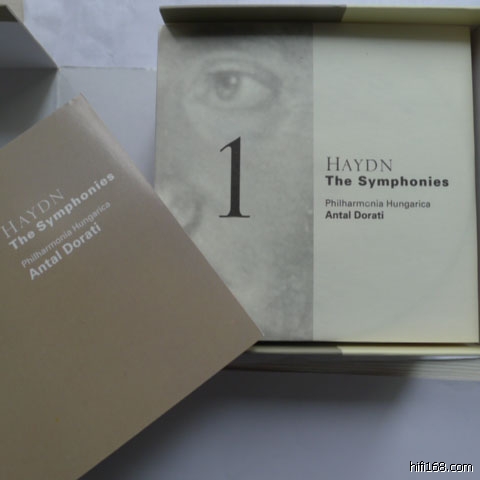 HAYDN
The Symphonies
Philharmonia Hungarica
Antal Dorati
1
HAYDN
The Symphonies
Philharmonia Hungarica
Antal Dorati
hifi168.com